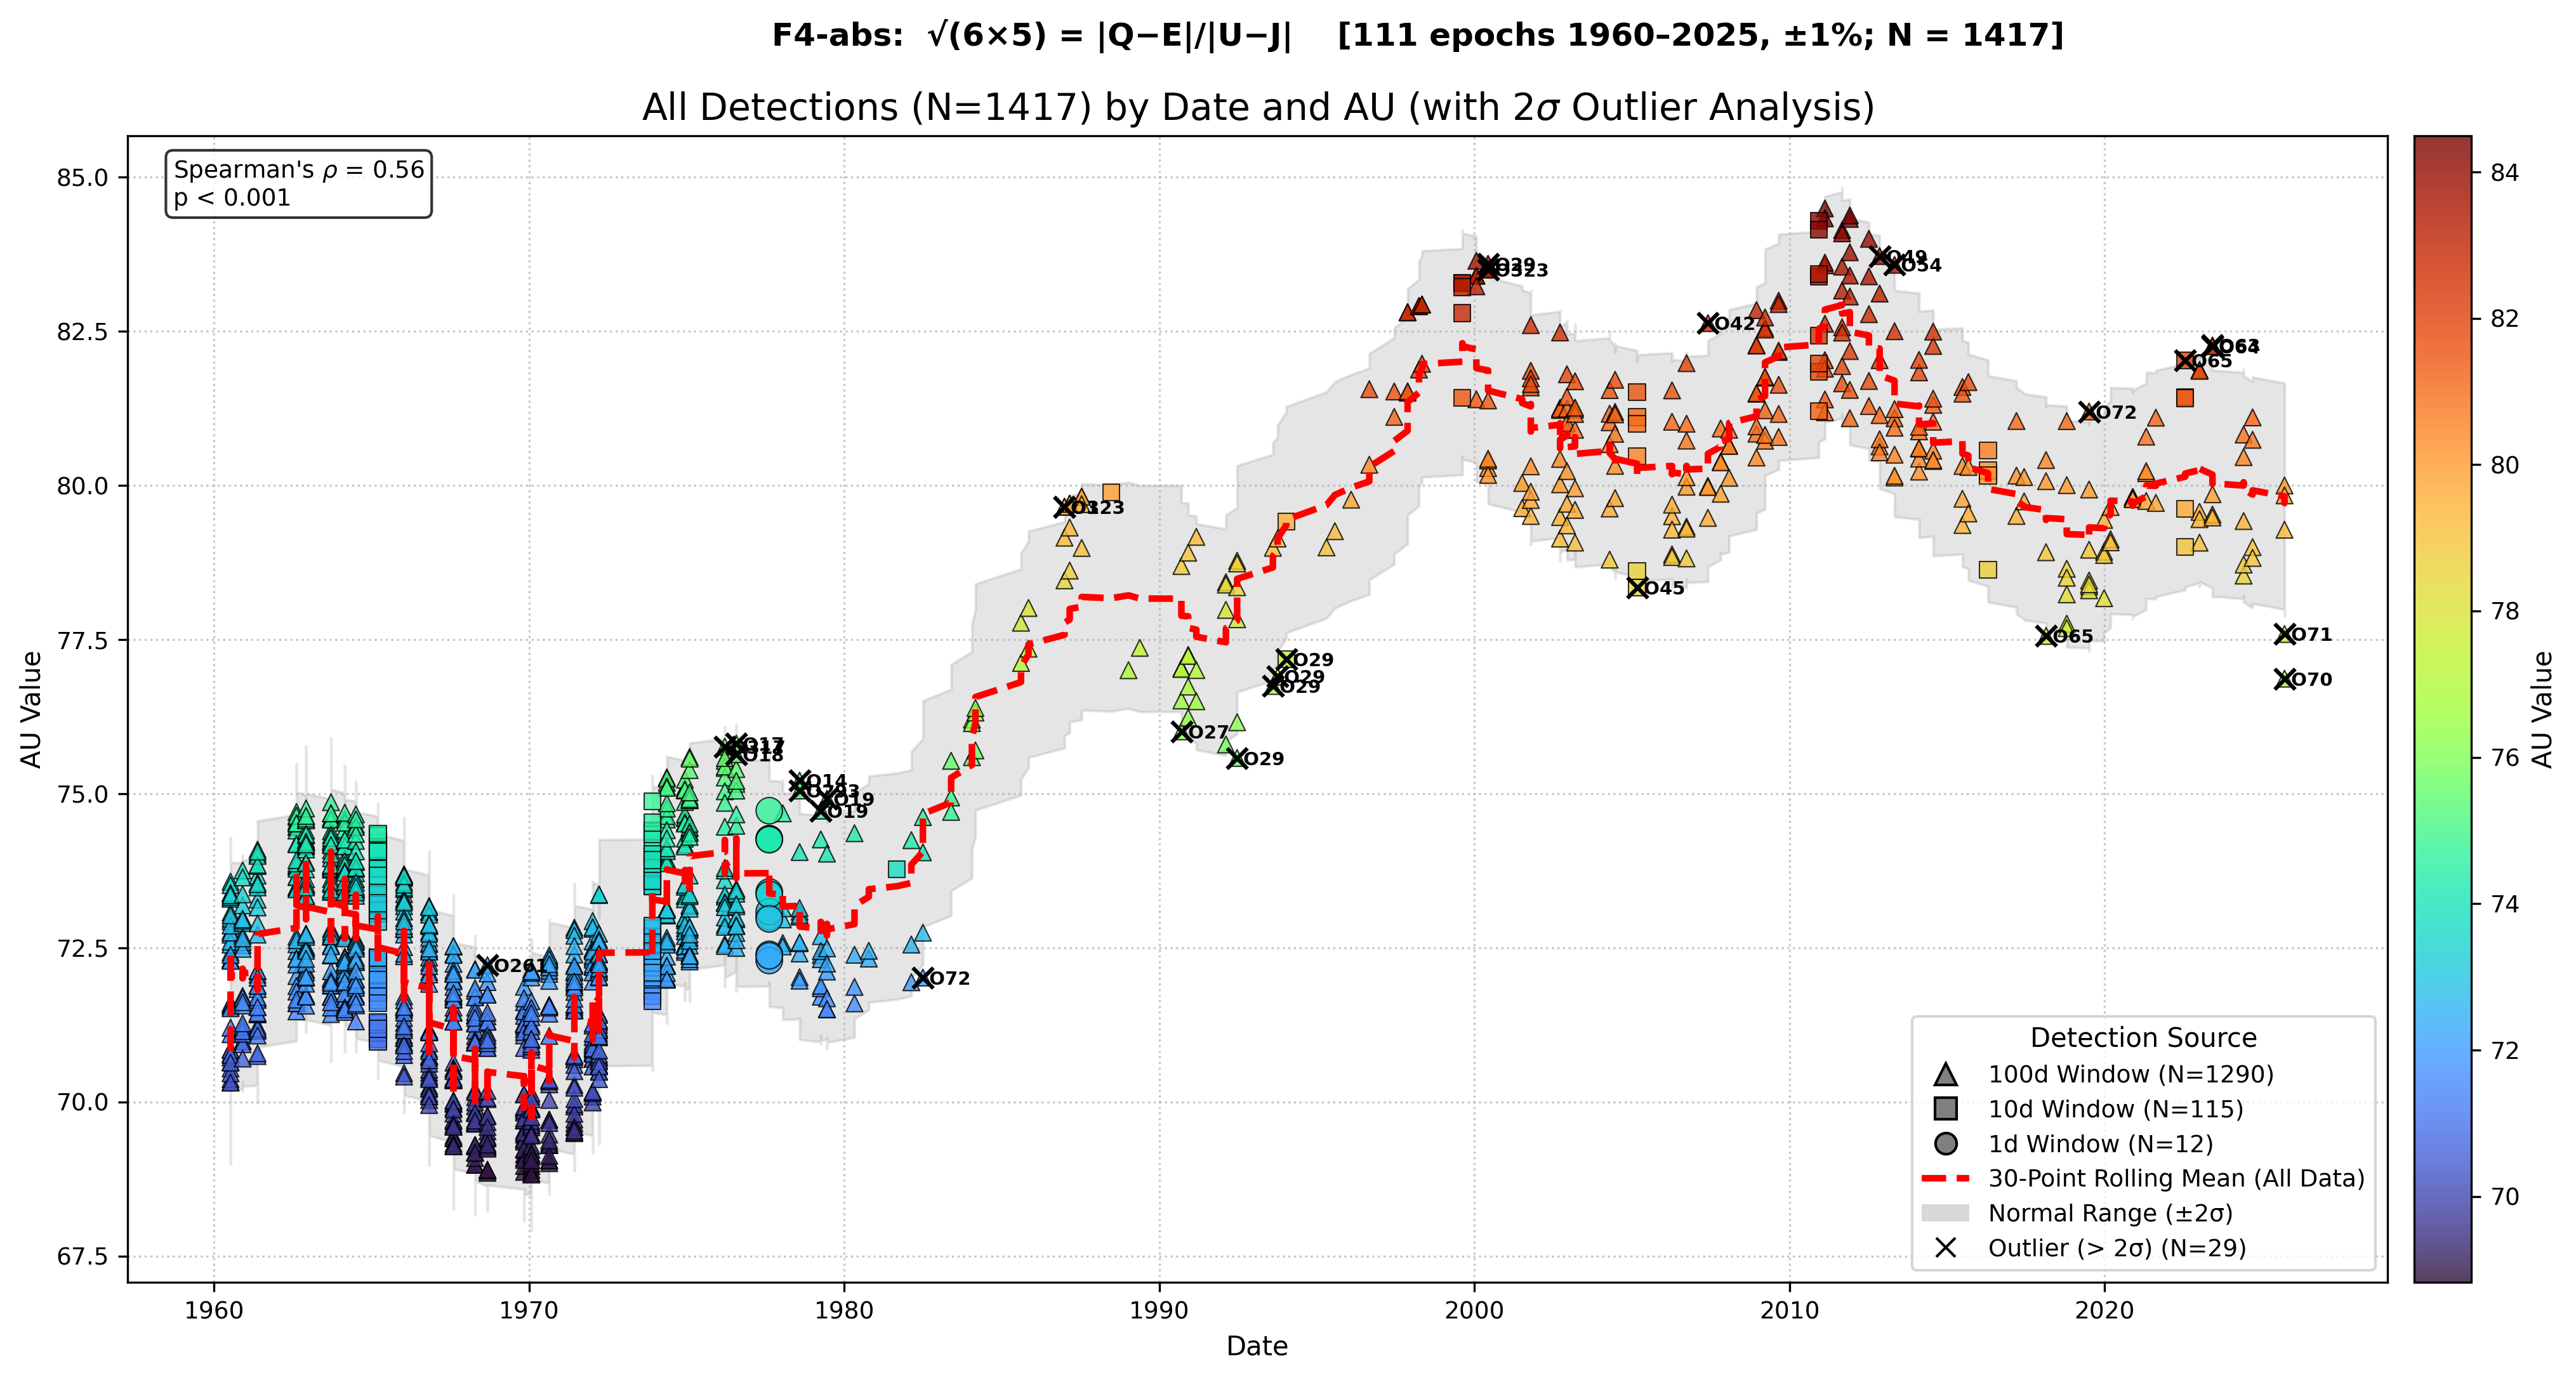 F4-abs: √(6×5) = |Q−E|/|U−J| [111 epochs 1960–2025, ±1%; N = 1417]
All Detections (N=1417) by Date and AU (with 2σ Outlier Analysis)
Spearman's ρ = 0.56
p < 0.001
85.0
82.5
80.0
77.5
75.0
72.5
70.0
67.5
AU Value
1960
1970
1980
1990
2000
2010
2020
Date
O261
O17
O18
O14
O19
O19
O72
O27
O29
O29
O29
O29
O29
O45
O42
O49
O54
O65
O72
O65
O64
O71
O70
Detection Source
100d Window (N=1290)
10d Window (N=115)
1d Window (N=12)
30-Point Rolling Mean (All Data)
Normal Range (±2σ)
Outlier (> 2σ) (N=29)
84
82
80
78
76
74
72
70
AU Value